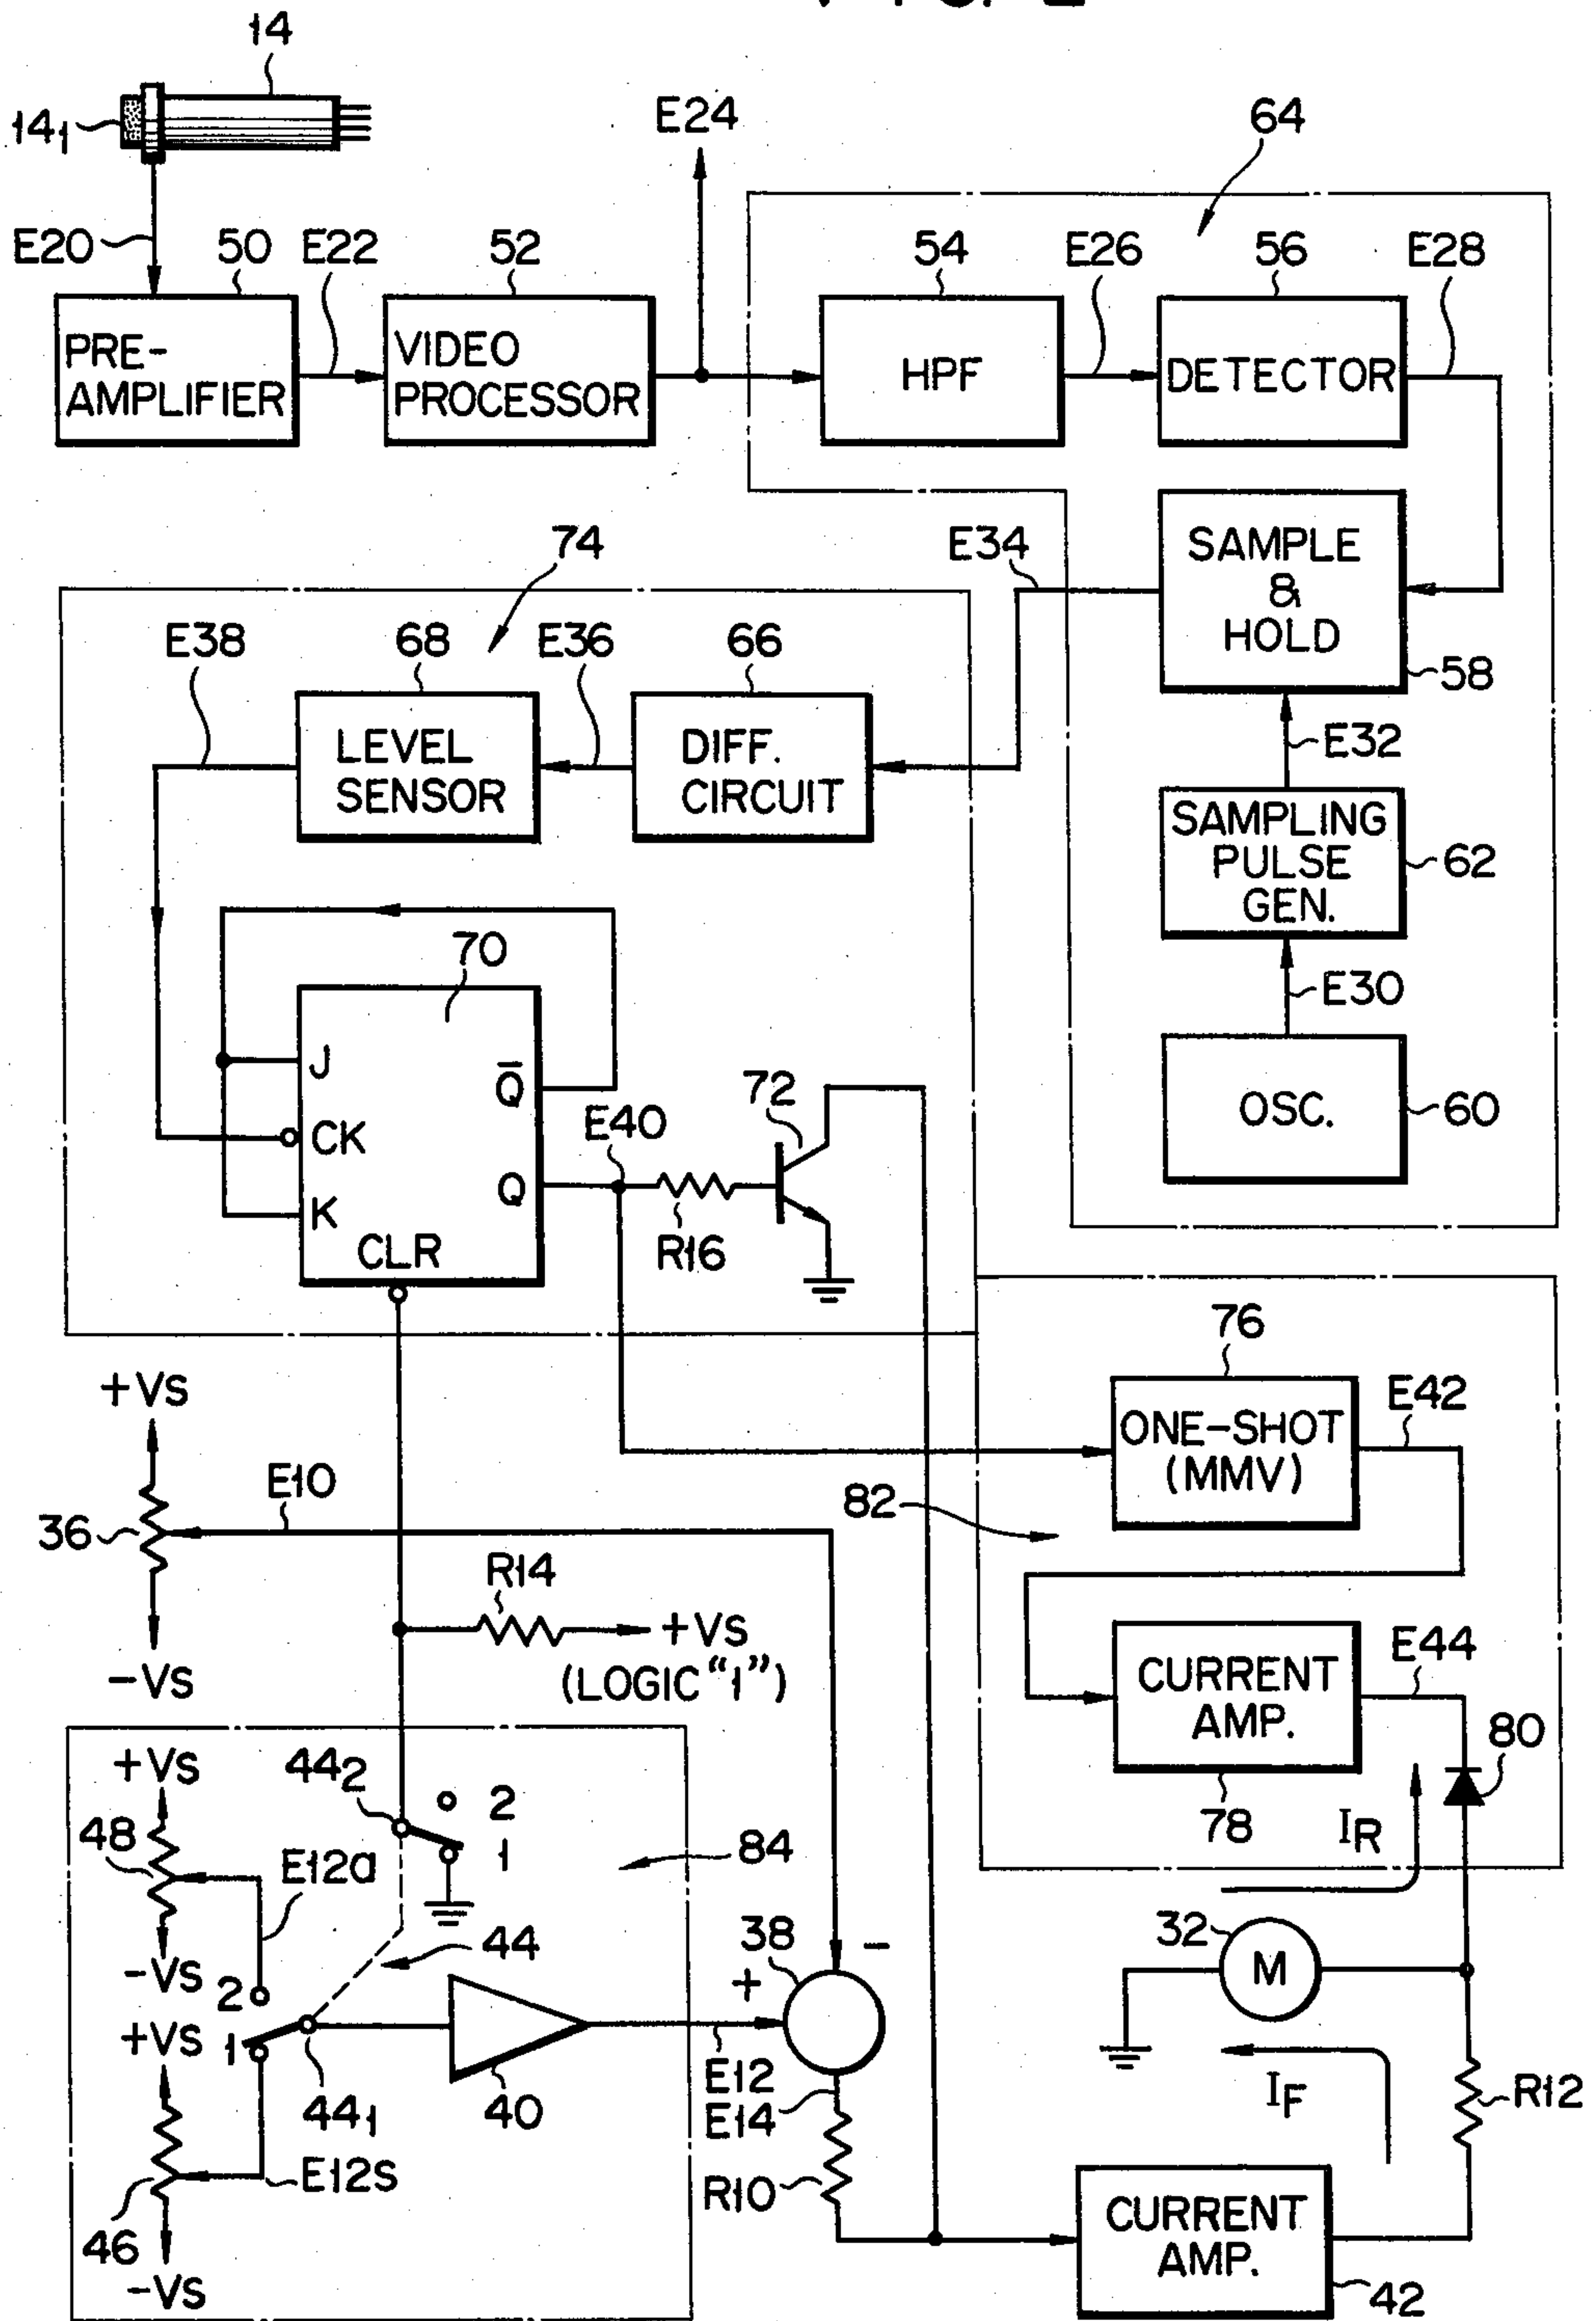 14
14₁
E24
64
E20
50
E22
52
54
E26
56
E28
PRE-
AMPLIFIER
VIDEO
PROCESSOR
HPF
DETECTOR
74
E34
SAMPLE
&
HOLD
58
E38
68
E36
66
LEVEL
SENSOR
DIFF.
CIRCUIT
E32
SAMPLING
PULSE
GEN.
62
70
E30
J
Q̅
CK
K
Q
CLR
E40
72
R16
OSC.
60
76
+VS
ONE-SHOT
(MMV)
E42
E10
82
36
R14
+VS
(LOGIC "1")
-VS
CURRENT
AMP.
E44
80
78
IR
+VS
44₂
2
1
48
E12a
84
-VS
2
44
38
-
+
32
M
+VS
1
44₁
40
E12
E14
IF
R12
46
E12S
R10
-VS
CURRENT
AMP.
42